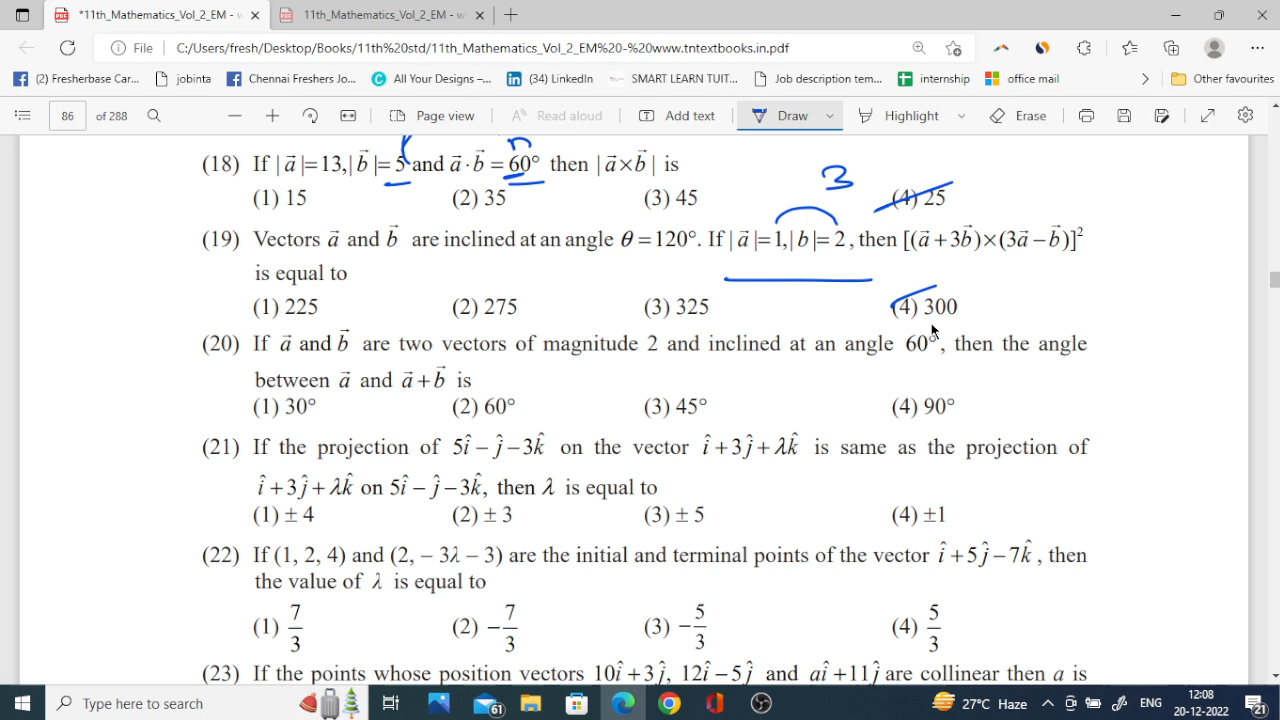 *11th_Mathematics_Vol_2_EM - w
11th_Mathematics_Vol_2_EM - w
File C:/Users/fresh/Desktop/Books/11th%20std/11th_Mathematics_Vol_2_EM%20-%20www.tntextbooks.in.pdf
(2) Fresherbase Car... jobinta Chennai Freshers Jo... All Your Designs –... (34) LinkedIn SMART LEARN TUIT... Job description tem... internship office mail Other favourites
86 of 288 Page view Read aloud Add text Draw Highlight Erase
(18) If |a⃗|=13,|b⃗|=5 and a⃗·b⃗ = 60° then |a⃗×b⃗| is
3
(1) 15 (2) 35 (3) 45 (4) 25
(19) Vectors a⃗ and b⃗ are inclined at an angle θ=120°. If |a⃗|=1,|b|=2, then [(a⃗+3b⃗)×(3a⃗−b⃗)]²
is equal to
(1) 225 (2) 275 (3) 325 (4) 300
(20) If a⃗ and b⃗ are two vectors of magnitude 2 and inclined at an angle 60°, then the angle
between a⃗ and a⃗+b⃗ is
(1) 30° (2) 60° (3) 45° (4) 90°
(21) If the projection of 5î − ĵ − 3k̂ on the vector î + 3ĵ + λk̂ is same as the projection of
î + 3ĵ + λk̂ on 5î − ĵ − 3k̂, then λ is equal to
(1) ± 4 (2) ± 3 (3) ± 5 (4) ±1
(22) If (1, 2, 4) and (2, − 3λ − 3) are the initial and terminal points of the vector î + 5ĵ − 7k̂, then
the value of λ is equal to
(1) 7/3 (2) −7/3 (3) −5/3 (4) 5/3
(23) If the points whose position vectors 10î +3ĵ, 12î −5ĵ and aî +11ĵ are collinear then a is
Type here to search 61 27°C Haze ENG 12:08
20-12-2022 21